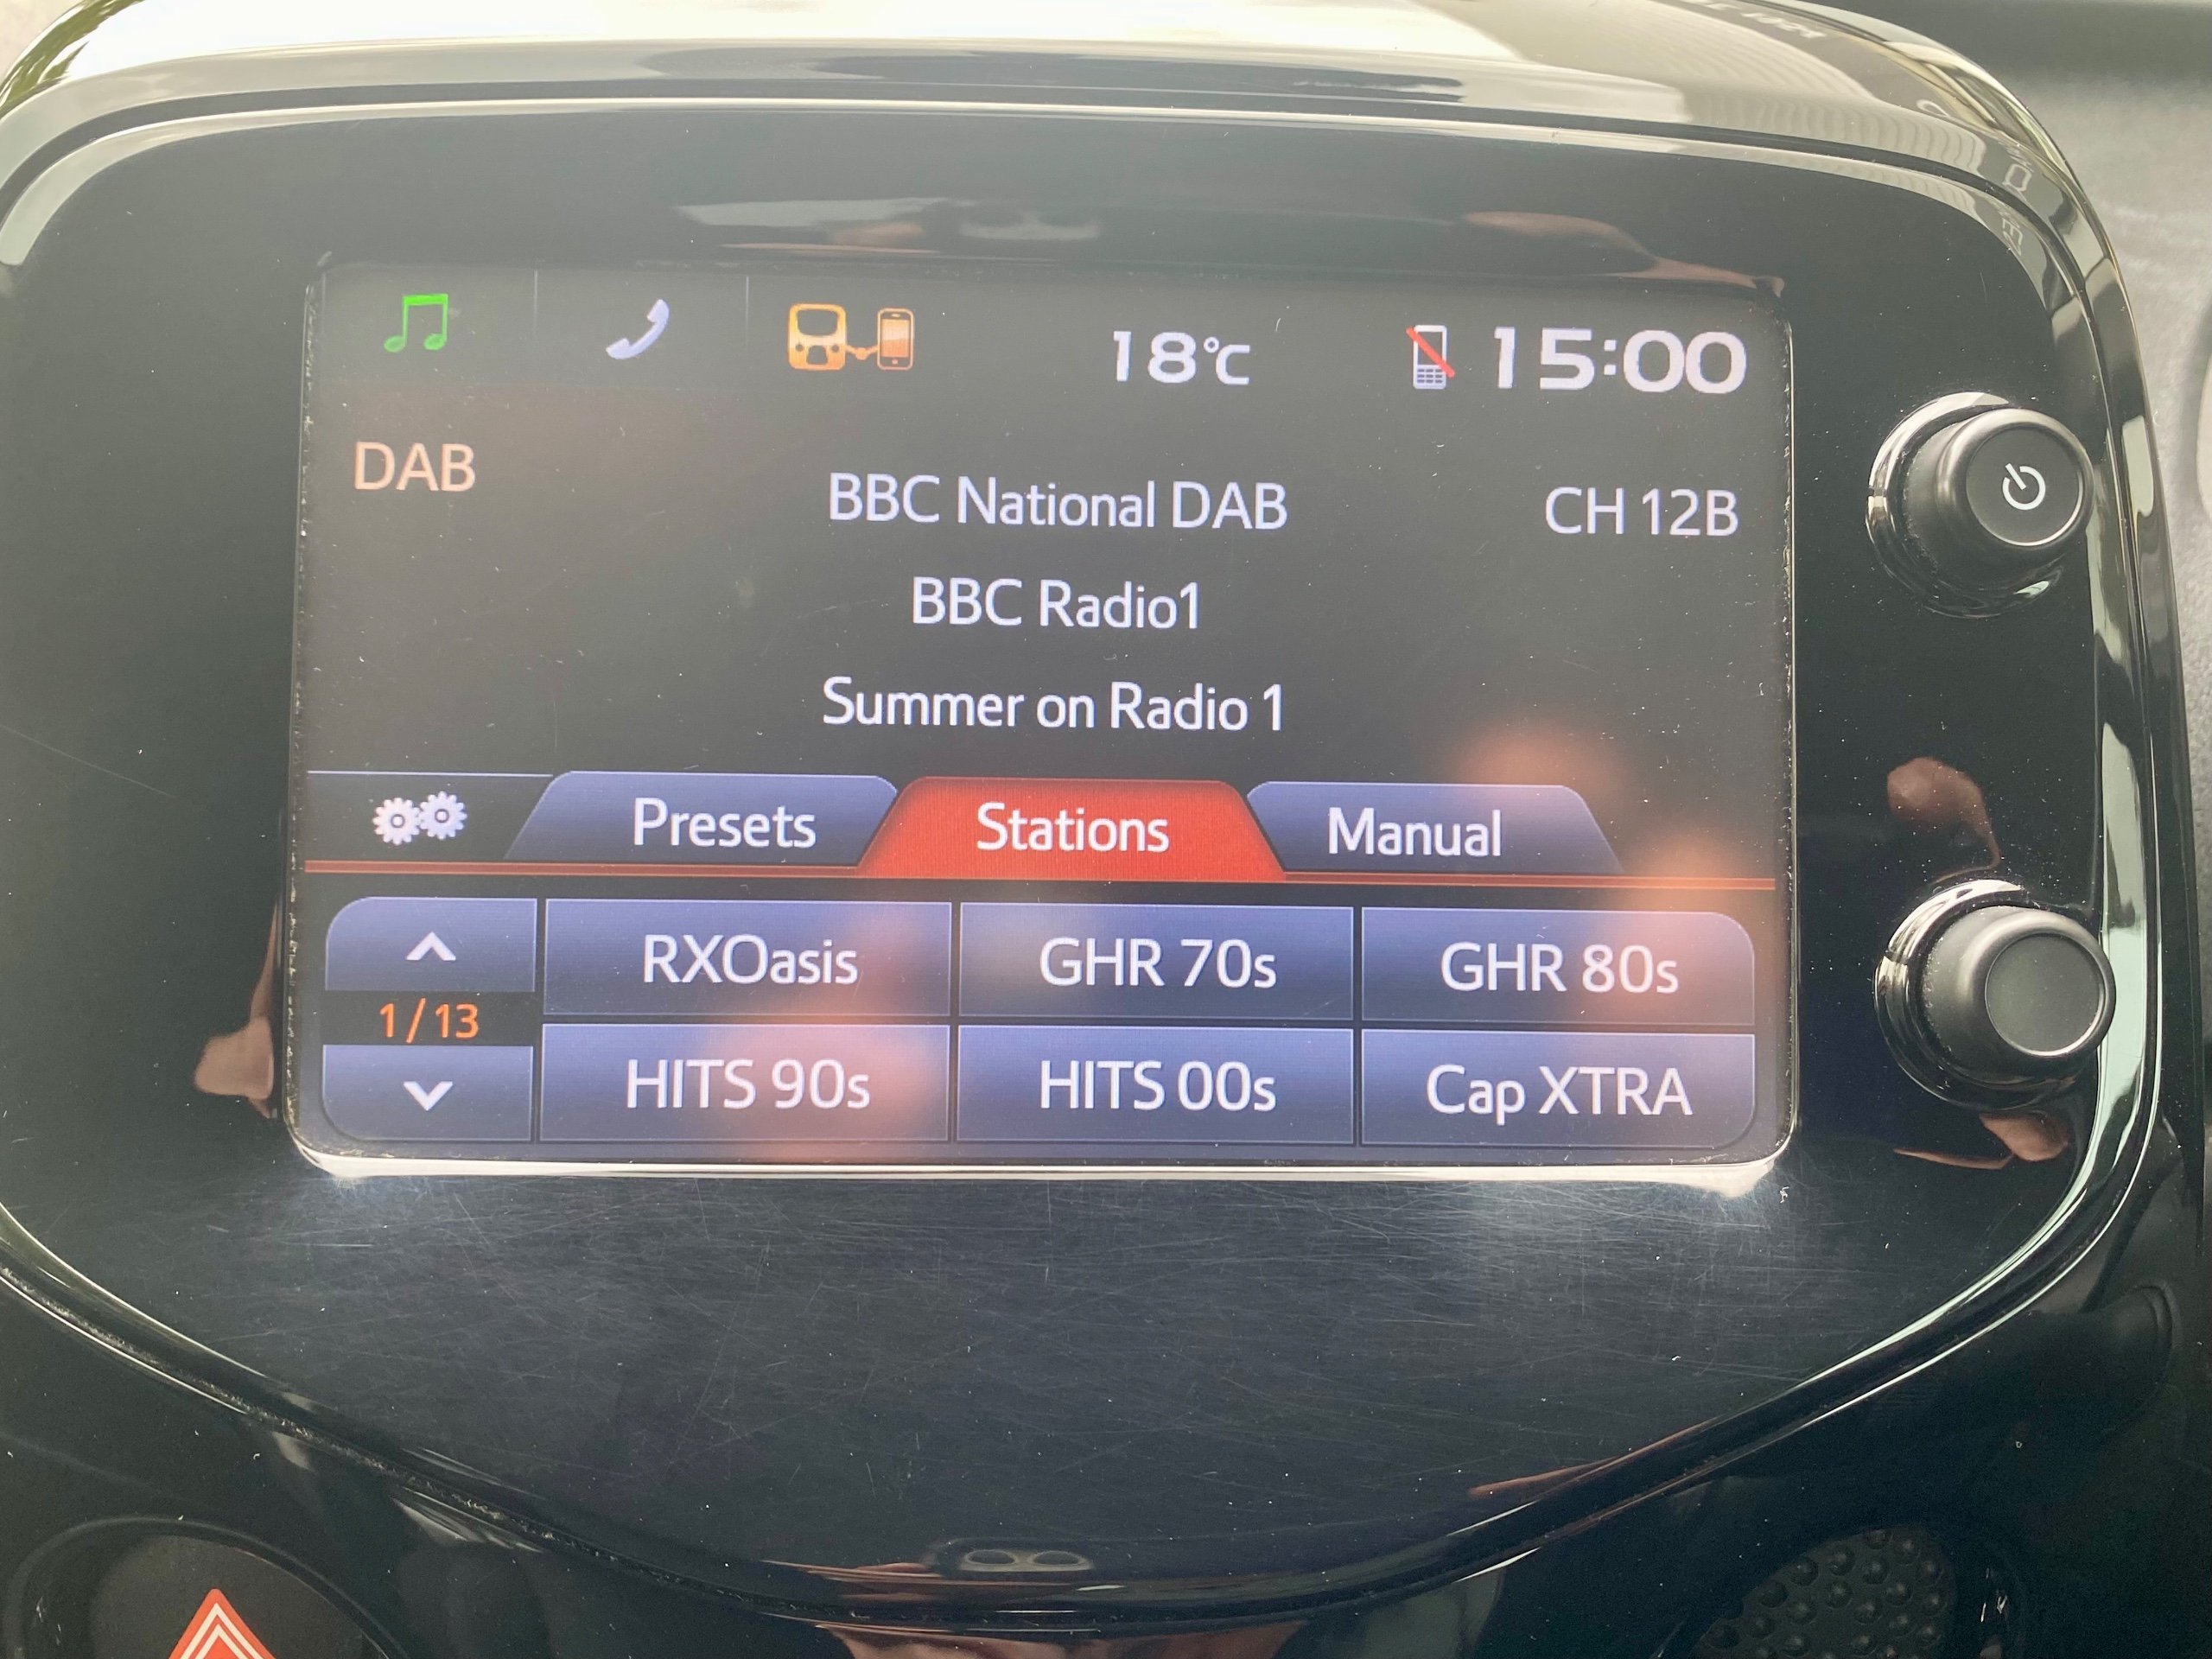 18°C
15:00
DAB
BBC National DAB
CH 12B
BBC Radio1
Summer on Radio 1
Presets
Stations
Manual
RXOasis
GHR 70s
GHR 80s
1/13
HITS 90s
HITS 00s
Cap XTRA